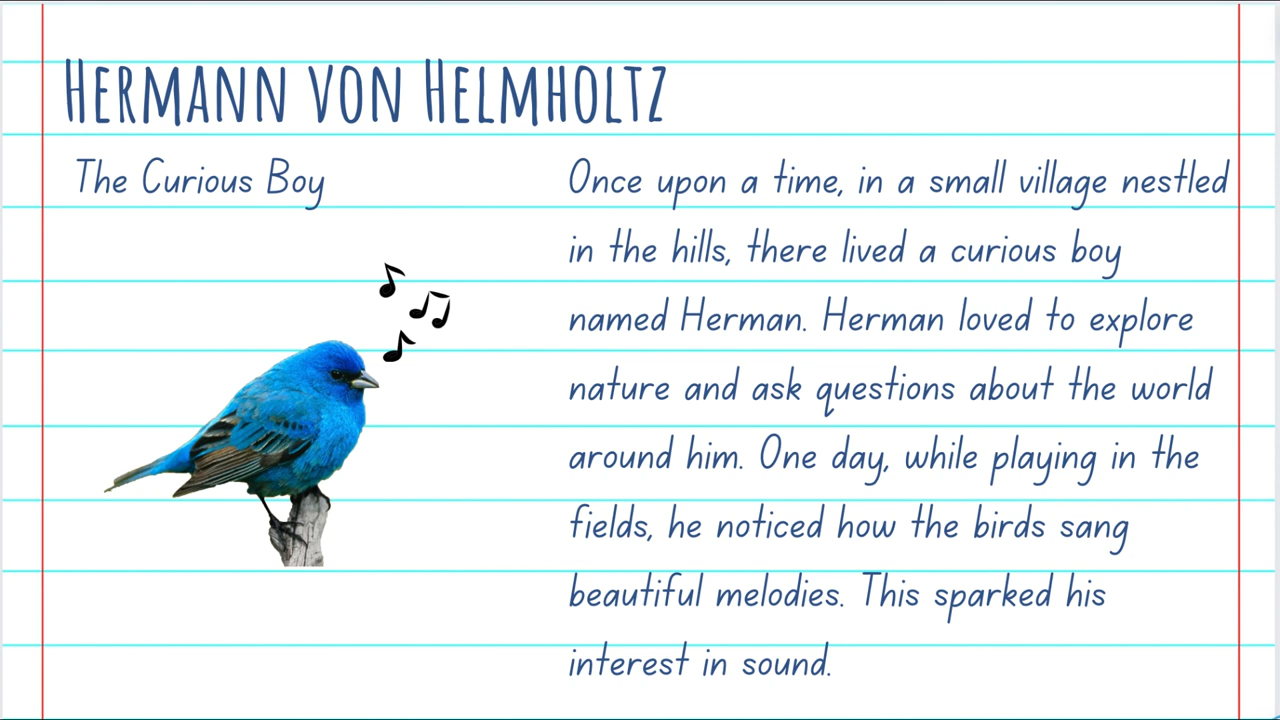 Hermann von Helmholtz
The Curious Boy
Once upon a time, in a small village nestled
in the hills, there lived a curious boy
named Herman. Herman loved to explore
nature and ask questions about the world
around him. One day, while playing in the
fields, he noticed how the birds sang
beautiful melodies. This sparked his
interest in sound.